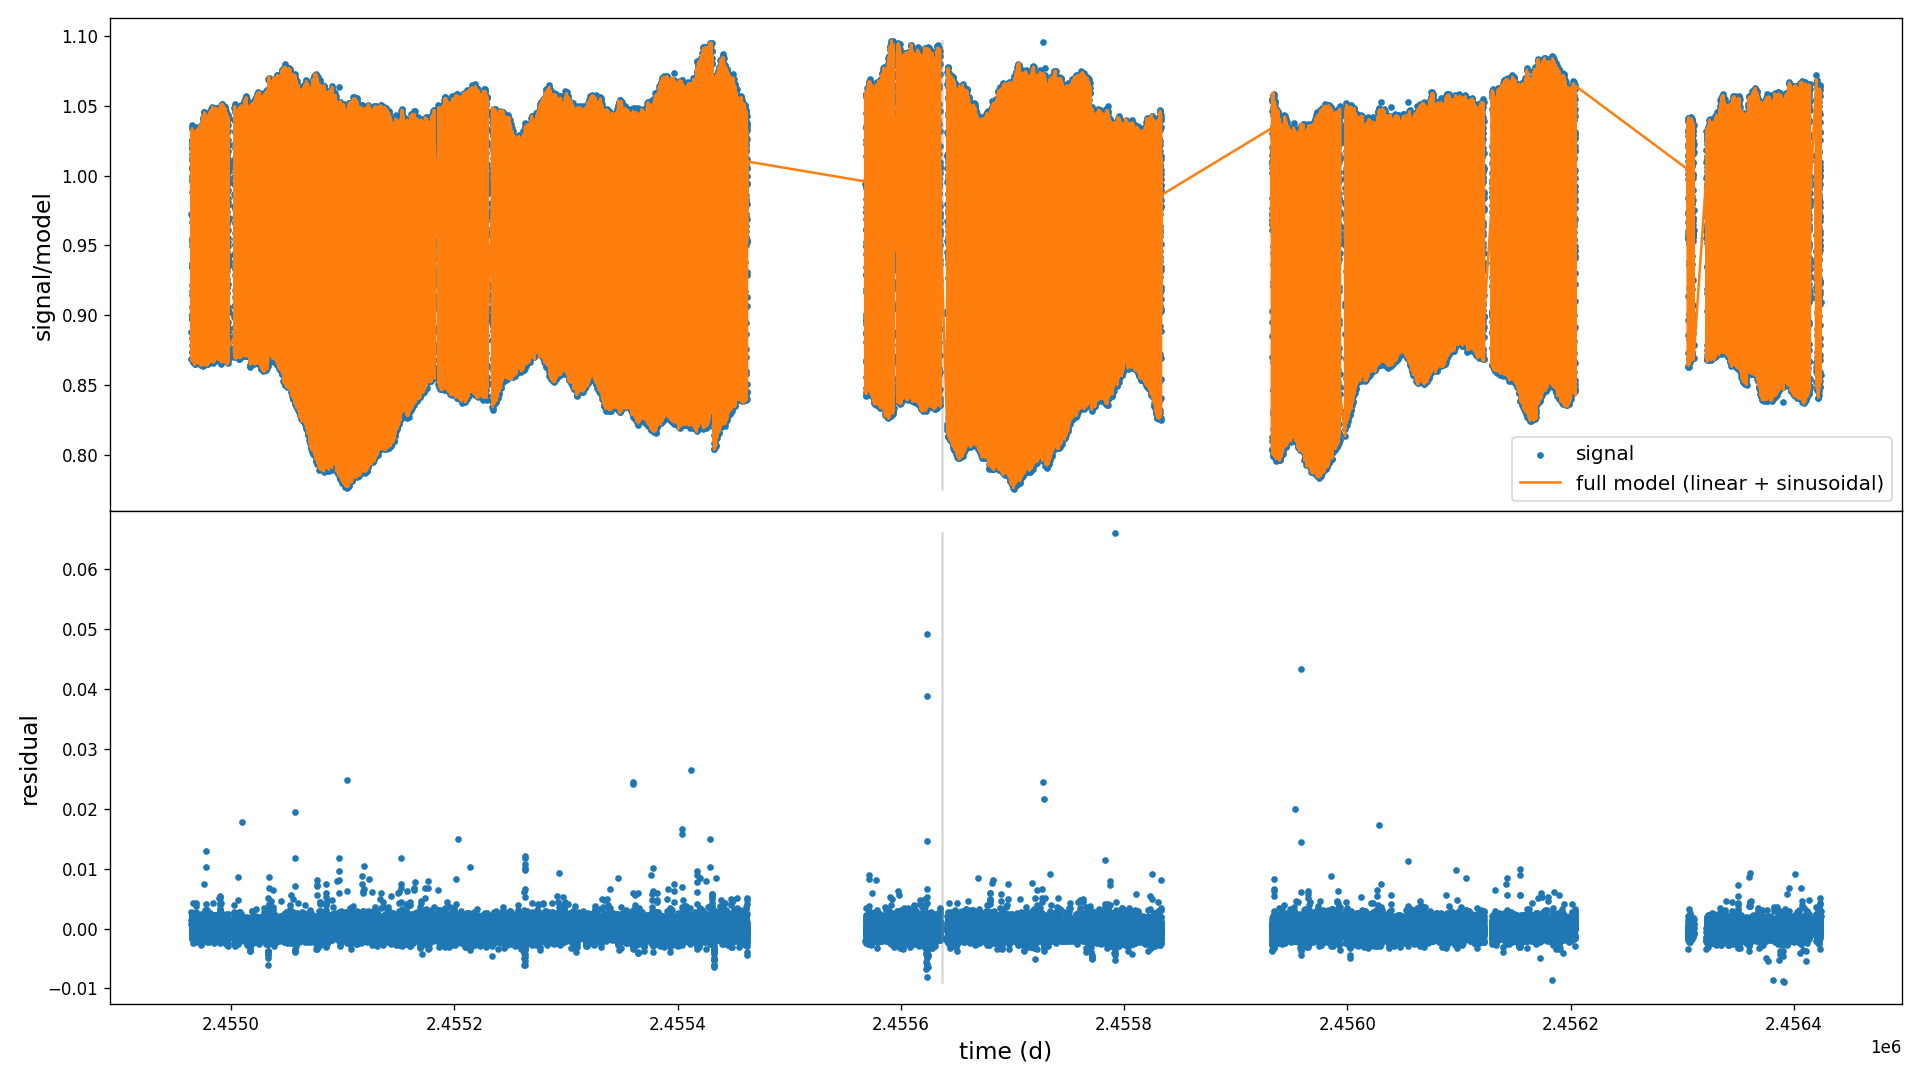 1.10
1.05
1.00
0.95
0.90
0.85
0.80
signal/model
signal
full model (linear + sinusoidal)
0.06
0.05
0.04
0.03
0.02
0.01
0.00
−0.01
residual
2.4550 2.4552 2.4554 2.4556 2.4558 2.4560 2.4562 2.4564
1e6
time (d)